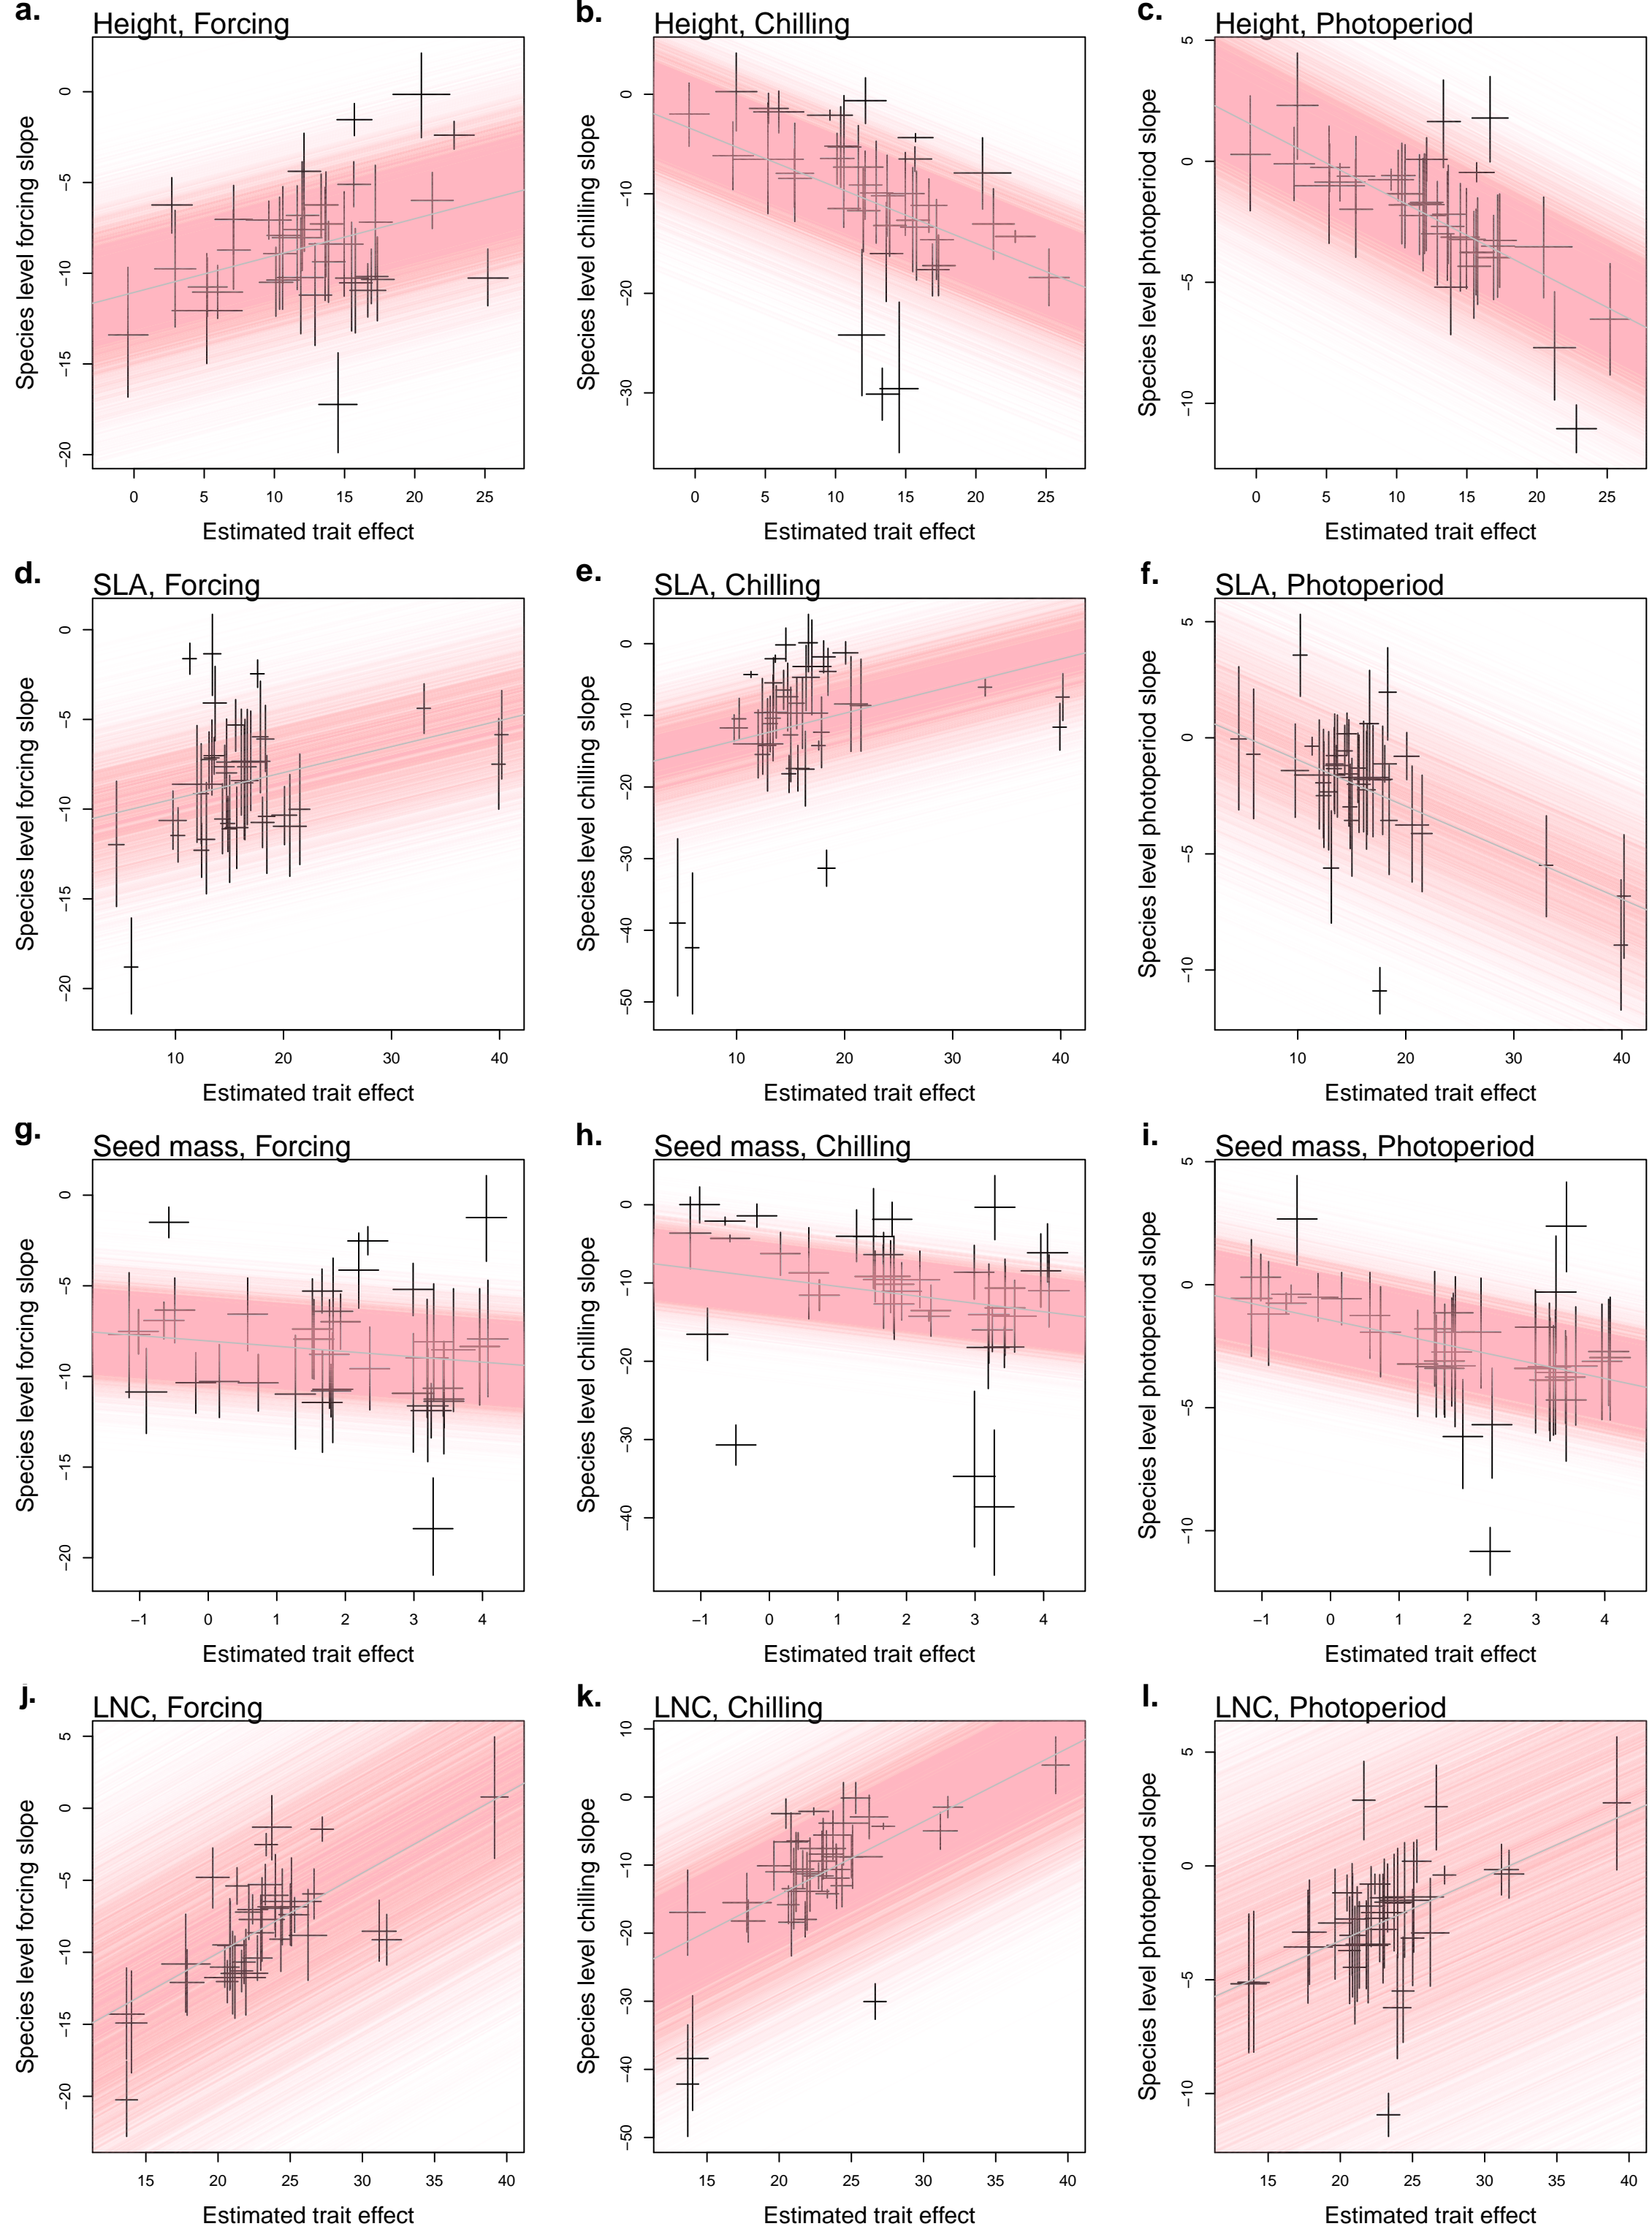 a. Height, Forcing
b. Height, Chilling
c. Height, Photoperiod
Species level forcing slope
0
−5
−10
−15
−20
0 5 10 15 20 25
Estimated trait effect
Species level chilling slope
0
−10
−20
−30
0 5 10 15 20 25
Estimated trait effect
Species level photoperiod slope
5
0
−5
−10
0 5 10 15 20 25
Estimated trait effect
d. SLA, Forcing
e. SLA, Chilling
f. SLA, Photoperiod
Species level forcing slope
0
−5
−10
−15
−20
10 20 30 40
Estimated trait effect
Species level chilling slope
0
−10
−20
−30
−40
−50
10 20 30 40
Estimated trait effect
Species level photoperiod slope
5
0
−5
−10
10 20 30 40
Estimated trait effect
g. Seed mass, Forcing
h. Seed mass, Chilling
i. Seed mass, Photoperiod
Species level forcing slope
0
−5
−10
−15
−20
−1 0 1 2 3 4
Estimated trait effect
Species level chilling slope
0
−10
−20
−30
−40
−1 0 1 2 3 4
Estimated trait effect
Species level photoperiod slope
5
0
−5
−10
−1 0 1 2 3 4
Estimated trait effect
j. LNC, Forcing
k. LNC, Chilling
l. LNC, Photoperiod
Species level forcing slope
5
0
−5
−10
−15
−20
15 20 25 30 35 40
Estimated trait effect
Species level chilling slope
10
0
−10
−20
−30
−40
−50
15 20 25 30 35 40
Estimated trait effect
Species level photoperiod slope
5
0
−5
−10
15 20 25 30 35 40
Estimated trait effect